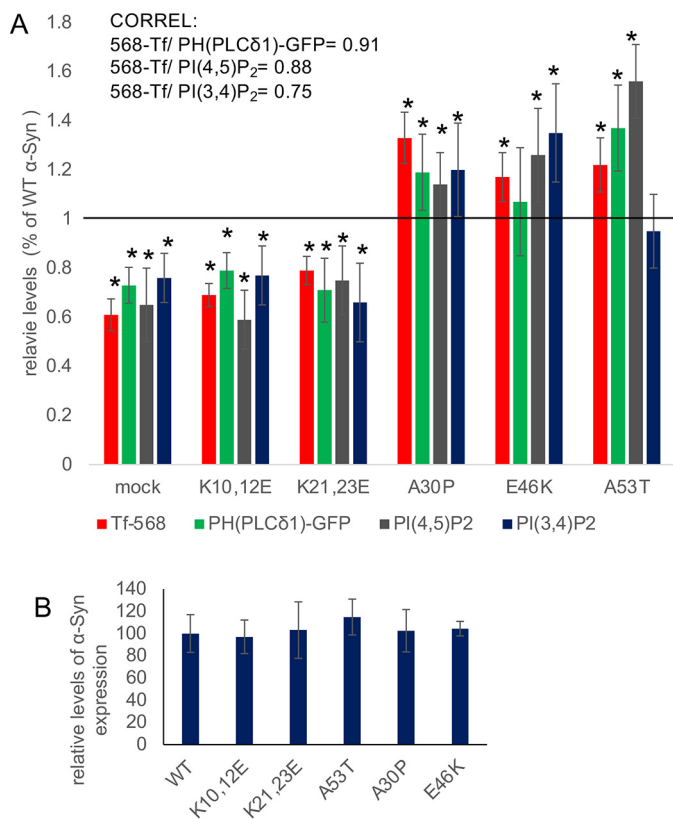 A
CORREL:
568-Tf/ PH(PLCδ1)-GFP= 0.91
568-Tf/ PI(4,5)P₂= 0.88
568-Tf/ PI(3,4)P₂= 0.75
relavie levels (% of WT α-Syn)
1.8
1.6
1.4
1.2
1
0.8
0.6
0.4
0.2
0
* * * * * * * * * * * * * * * * * * * * * *
mock K10,12E K21,23E A30P E46K A53T
Tf-568 PH(PLCδ1)-GFP PI(4,5)P2 PI(3,4)P2
B
relative levels of α-Syn
expression
140
120
100
80
60
40
20
0
WT K10,12E K21,23E A53T A30P E46K